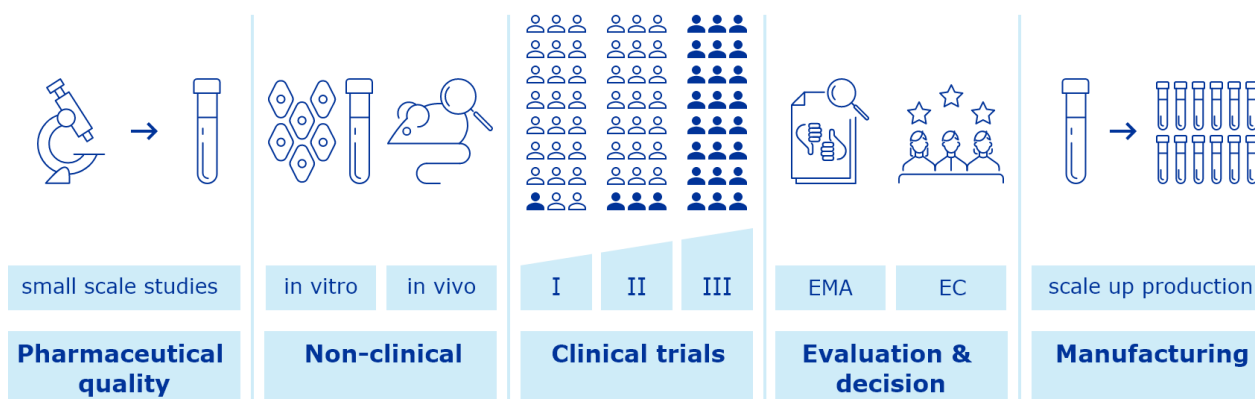 small scale studies
in vitro
in vivo
I
II
III
EMA
EC
scale up production
Pharmaceutical
quality
Non-clinical
Clinical trials
Evaluation &
decision
Manufacturing